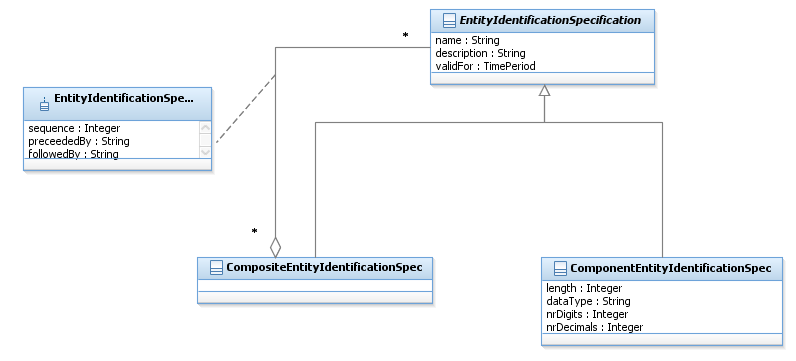 EntityIdentificationSpecification
name : String
description : String
validFor : TimePeriod
*
EntityIdentificationSpe...
sequence : Integer
preceededBy : String
followedBy : String
*
CompositeEntityIdentificationSpec
ComponentEntityIdentificationSpec
length : Integer
dataType : String
nrDigits : Integer
nrDecimals : Integer